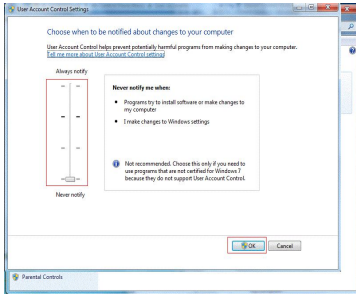 User Account Control Settings
Choose when to be notified about changes to your computer
User Account Control helps prevent potentially harmful programs from making changes to your computer.
Tell me more about User Account Control settings
Always notify
Never notify me when:
• Programs try to install software or make changes to
my computer
• I make changes to Windows settings
Not recommended. Choose this only if you need to
use programs that are not certified for Windows 7
because they do not support User Account Control.
Never notify
OK
Cancel
Parental Controls